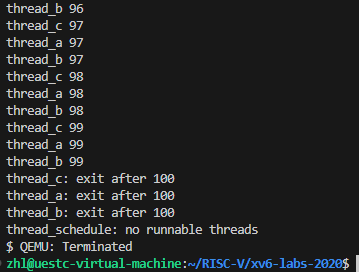 thread_b 96
thread_c 97
thread_a 97
thread_b 97
thread_c 98
thread_a 98
thread_b 98
thread_c 99
thread_a 99
thread_b 99
thread_c: exit after 100
thread_a: exit after 100
thread_b: exit after 100
thread_schedule: no runnable threads
$ QEMU: Terminated
zhl@uestc-virtual-machine:~/RISC-V/xv6-labs-2020$